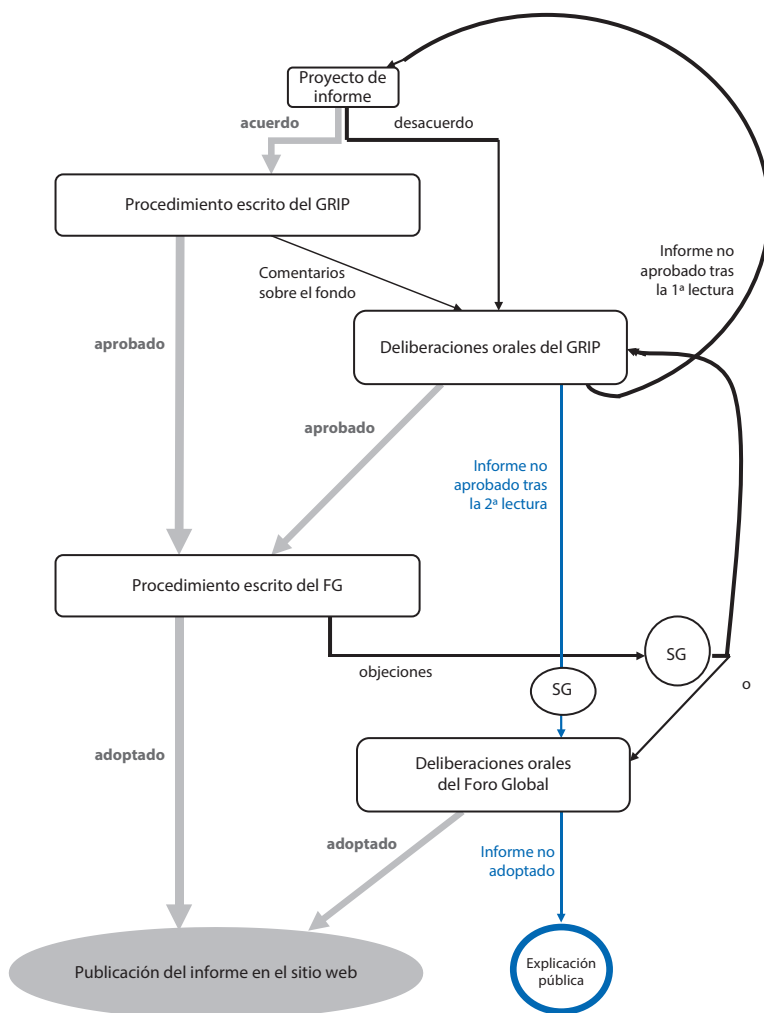 Proyecto de
informe
acuerdo
desacuerdo
Procedimiento escrito del GRIP
Comentarios
sobre el fondo
Informe no
aprobado tras
la 1ª lectura
aprobado
Deliberaciones orales del GRIP
aprobado
Informe no
aprobado tras
la 2ª lectura
Procedimiento escrito del FG
objeciones
SG
SG
o
adoptado
Deliberaciones orales
del Foro Global
adoptado
Informe no
adoptado
Publicación del informe en el sitio web
Explicación
pública